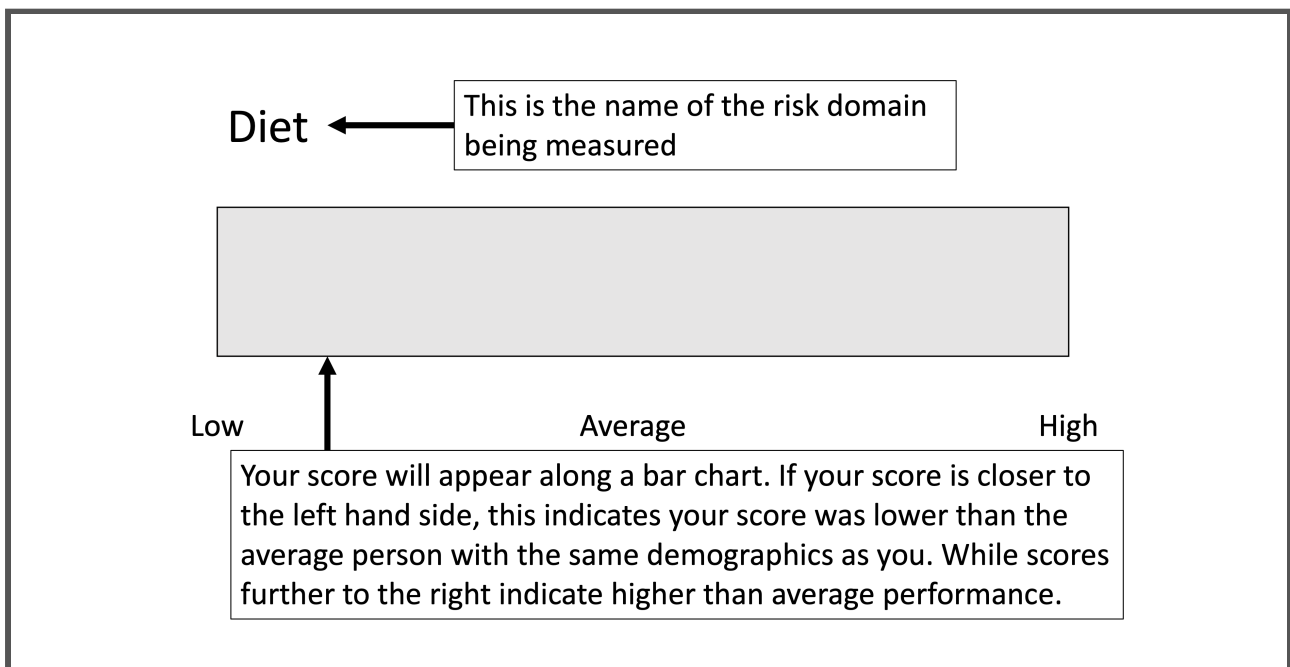 This is the name of the risk domain
Diet
being measured
Low
Average
High
Your score will appear along a bar chart. If your score is closer to
the left hand side, this indicates your score was lower than the
average person with the same demographics as you. While scores
further to the right indicate higher than average performance.